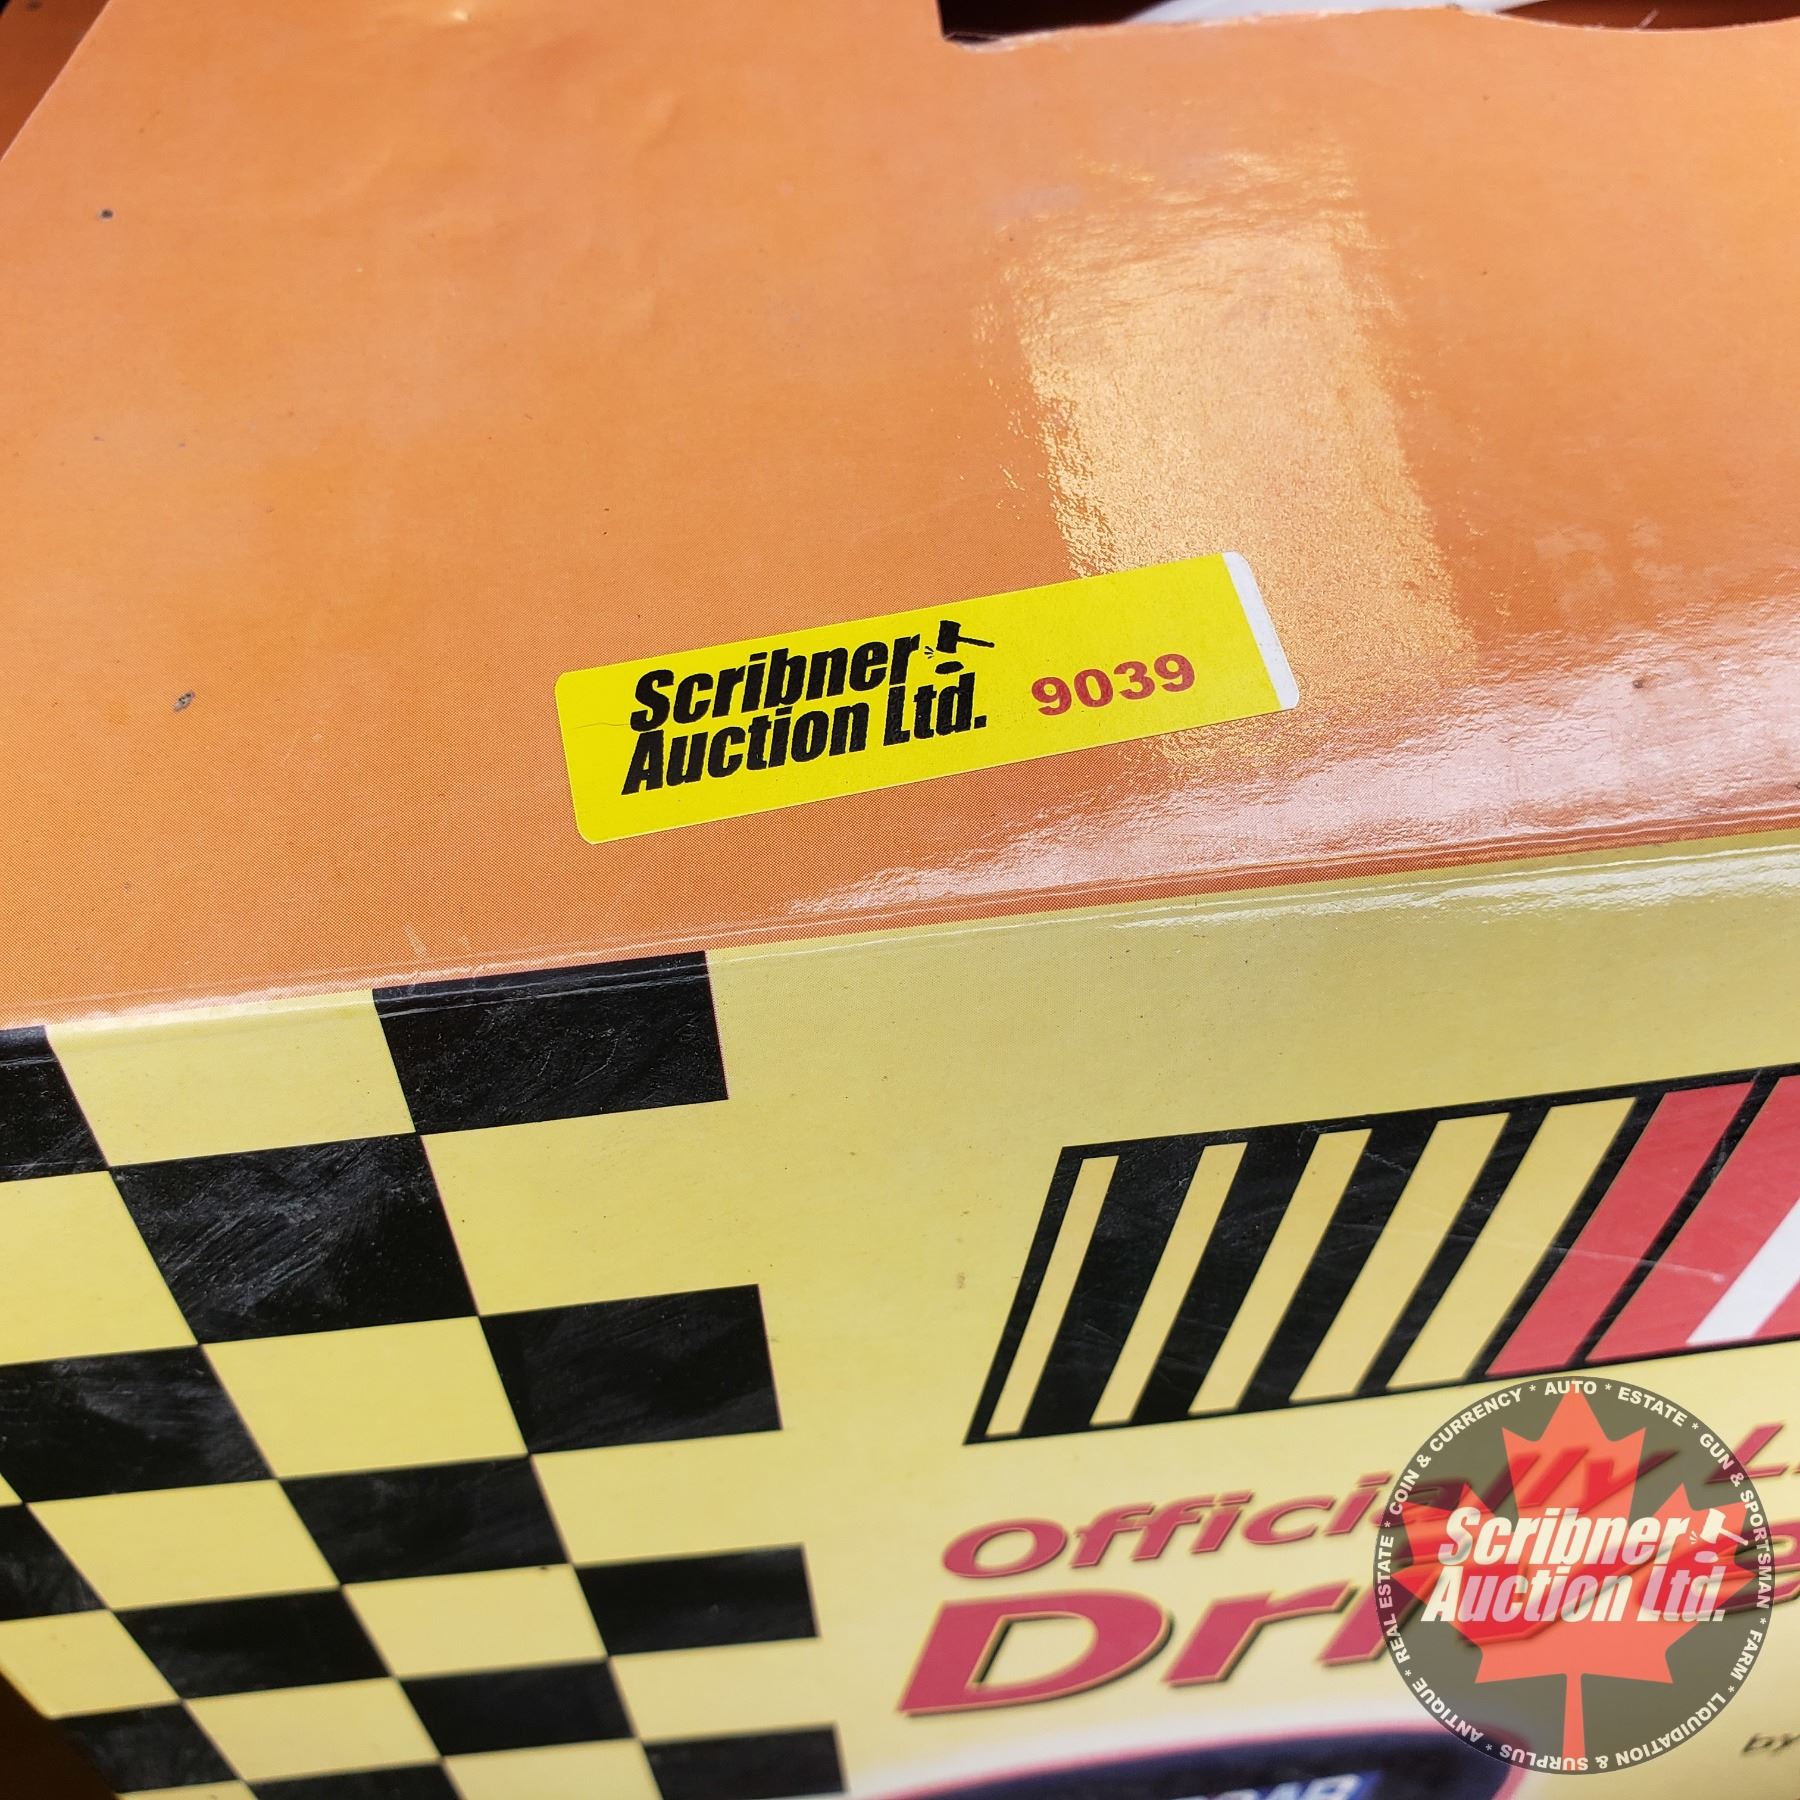 Scribner
Auction Ltd. 9039
Officially
COIN & CURRENCY * AUTO * ESTATE * GUN & SPORTSMAN * FARM * LIQUIDATION & SURPLUS * ANTIQUE * REAL ESTATE *
Scribner
Auction Ltd.
by